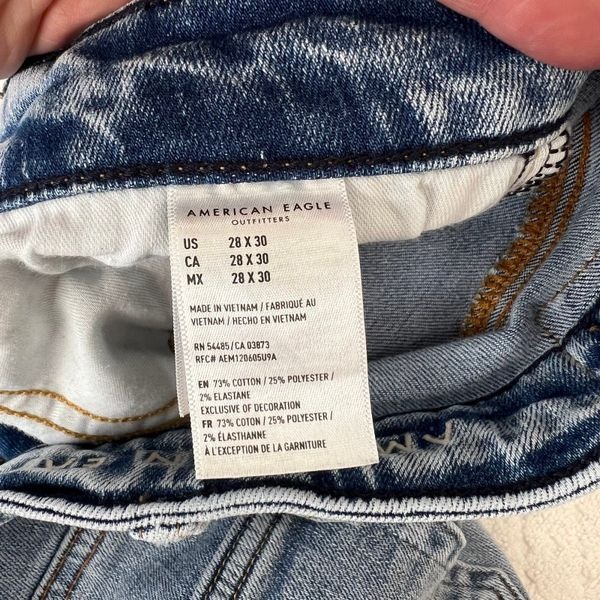 AMERICAN EAGLE
OUTFITTERS
US 28 X 30
CA 28 X 30
MX 28 X 30
MADE IN VIETNAM / FABRIQUÉ AU
VIETNAM / HECHO EN VIETNAM
RN 54485/CA 03873
RFC# AEM120605U9A
EN 73% COTTON / 25% POLYESTER /
2% ELASTANE
EXCLUSIVE OF DECORATION
FR 73% COTON / 25% POLYESTER /
2% ÉLASTHANNE
À L'EXCEPTION DE LA GARNITURE